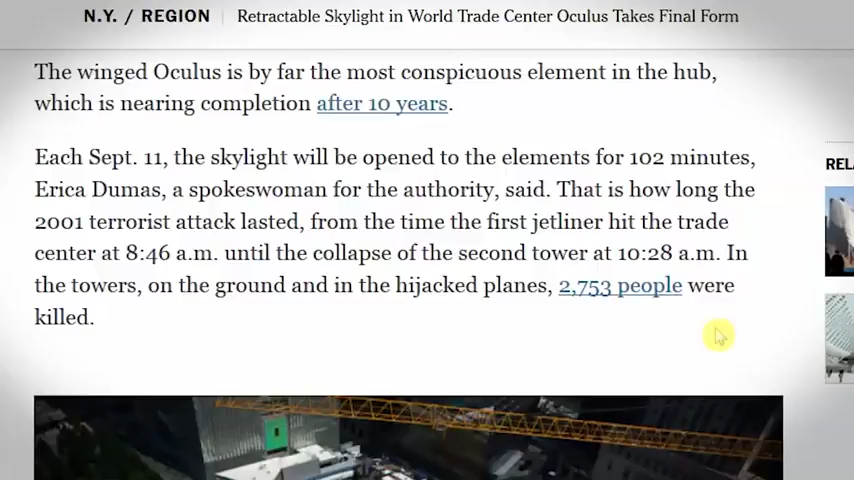 N.Y. / REGION | Retractable Skylight in World Trade Center Oculus Takes Final Form
The winged Oculus is by far the most conspicuous element in the hub,
which is nearing completion after 10 years.
Each Sept. 11, the skylight will be opened to the elements for 102 minutes,
Erica Dumas, a spokeswoman for the authority, said. That is how long the
2001 terrorist attack lasted, from the time the first jetliner hit the trade
center at 8:46 a.m. until the collapse of the second tower at 10:28 a.m. In
the towers, on the ground and in the hijacked planes, 2,753 people were
killed.